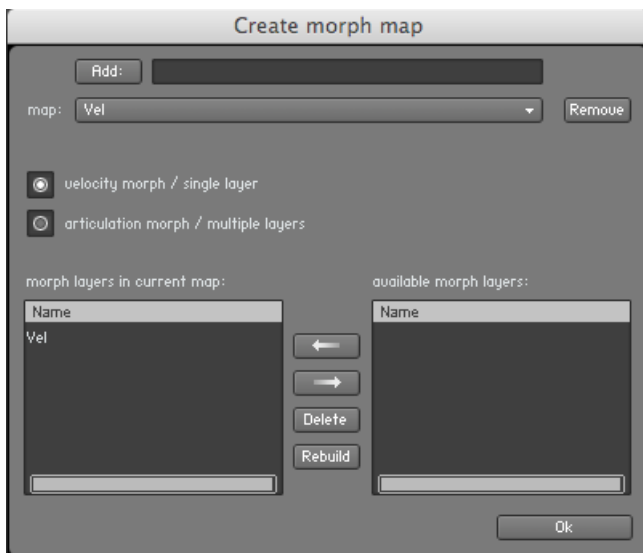 Create morph map
Add:
map: Vel Remove
velocity morph / single layer
articulation morph / multiple layers
morph layers in current map: available morph layers:
Name Name
Vel
Delete
Rebuild
Ok